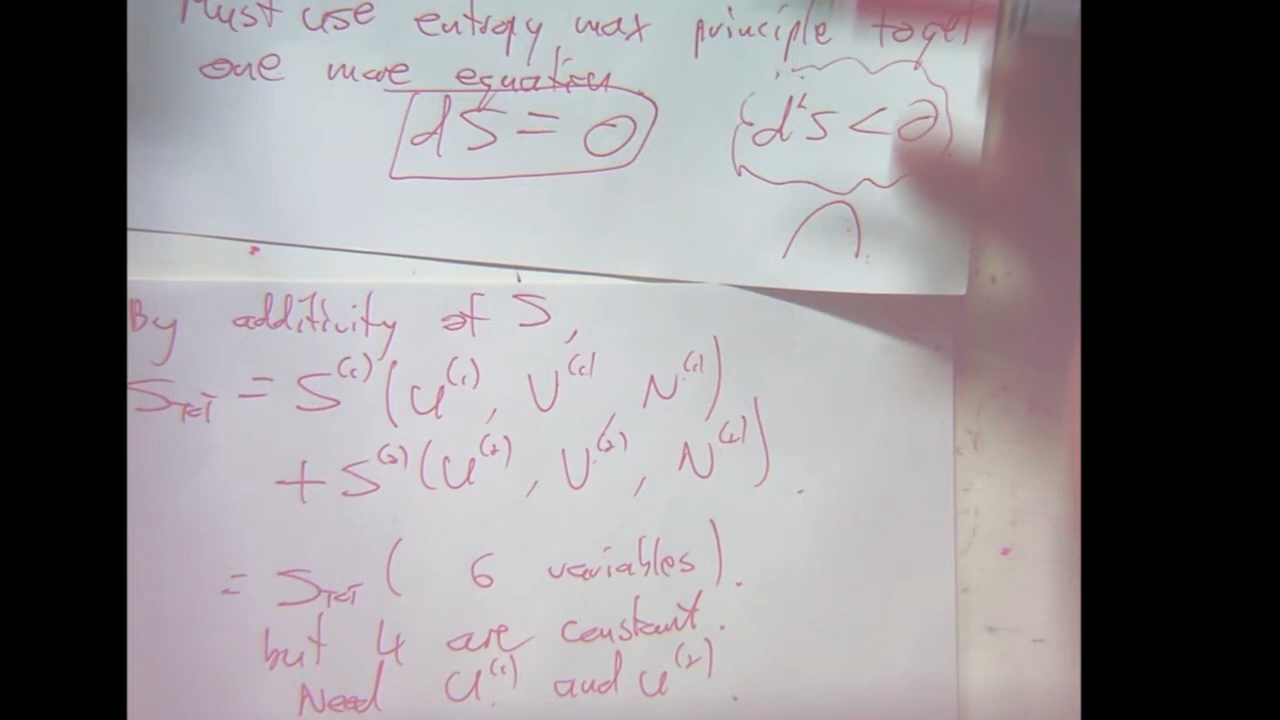 Must use entropy max principle to get
one more equation
dS = 0
d²S < 0
By additivity of S,
S_TOT = S⁽¹⁾(U⁽¹⁾, V⁽¹⁾, N⁽¹⁾)
+ S⁽²⁾(U⁽²⁾, V⁽²⁾, N⁽²⁾).
= S_TOT ( 6 variables ).
but 4 are constant.
Need U⁽¹⁾ and U⁽²⁾.